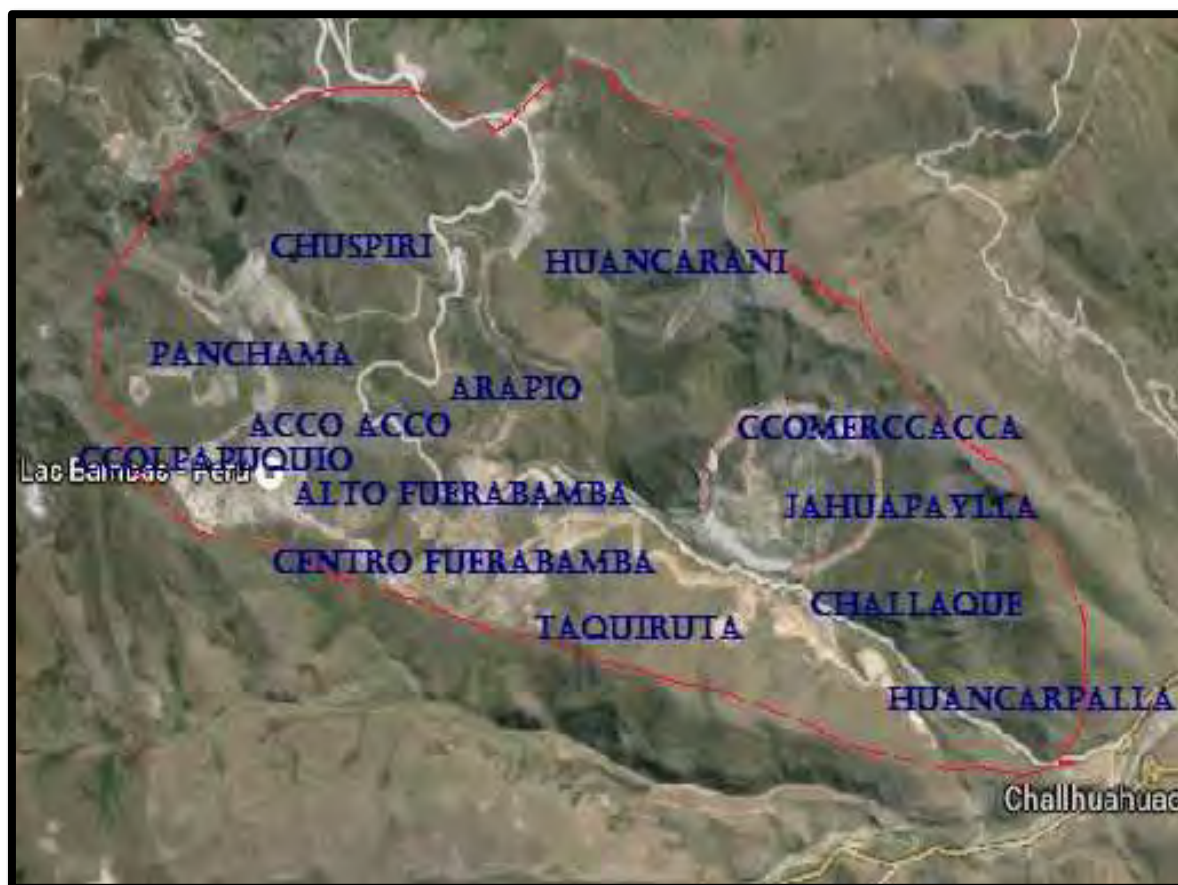 CHUSPIRI
HUANCARANI
PANCHAMA
ARAPIO
ACCO ACCO
CCOMERCCACCA
CCOLPAPUQUIO
Las Bambas - Peru
ALTO FUERABAMBA
JAHUAPAYLLA
CENTRO FUERABAMBA
CHALLAQUE
TAQUIRUTA
HUANCARPALLA
Challhuahuac